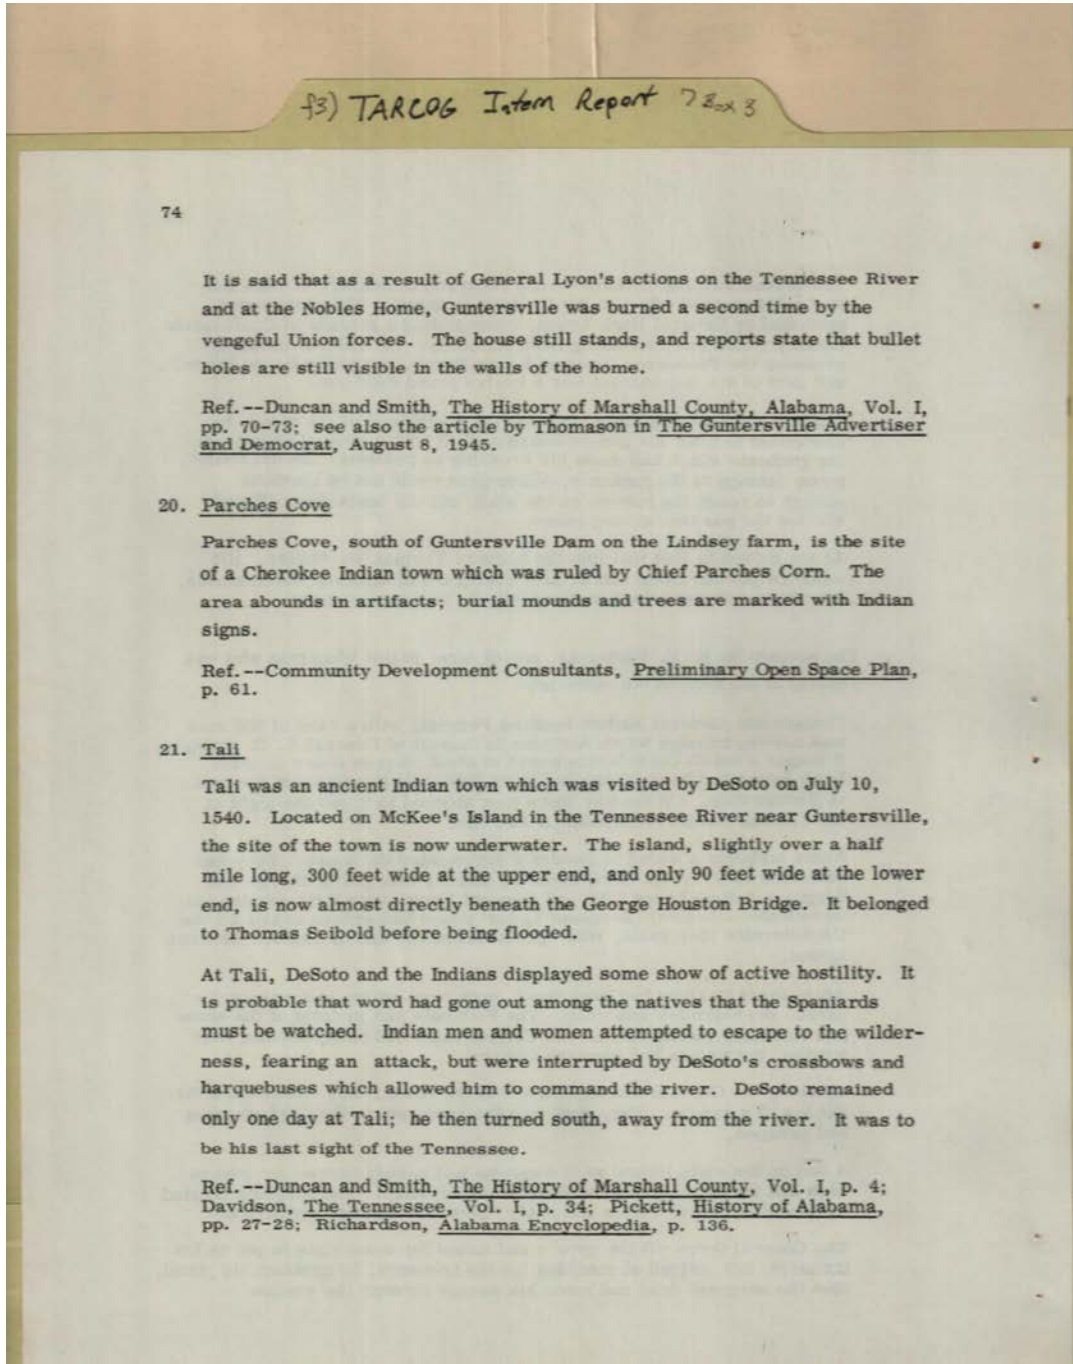 f3) TARCOG Intern Report 7 Box 3
74
It is said that as a result of General Lyon's actions on the Tennessee River
and at the Nobles Home, Guntersville was burned a second time by the
vengeful Union forces. The house still stands, and reports state that bullet
holes are still visible in the walls of the home.
Ref.--Duncan and Smith, The History of Marshall County, Alabama, Vol. I,
pp. 70-73; see also the article by Thomason in The Guntersville Advertiser
and Democrat, August 8, 1945.
20. Parches Cove
Parches Cove, south of Guntersville Dam on the Lindsey farm, is the site
of a Cherokee Indian town which was ruled by Chief Parches Corn. The
area abounds in artifacts; burial mounds and trees are marked with Indian
signs.
Ref.--Community Development Consultants, Preliminary Open Space Plan,
p. 61.
21. Tali
Tali was an ancient Indian town which was visited by DeSoto on July 10,
1540. Located on McKee's Island in the Tennessee River near Guntersville,
the site of the town is now underwater. The island, slightly over a half
mile long, 300 feet wide at the upper end, and only 90 feet wide at the lower
end, is now almost directly beneath the George Houston Bridge. It belonged
to Thomas Seibold before being flooded.
At Tali, DeSoto and the Indians displayed some show of active hostility. It
is probable that word had gone out among the natives that the Spaniards
must be watched. Indian men and women attempted to escape to the wilder-
ness, fearing an attack, but were interrupted by DeSoto's crossbows and
harquebuses which allowed him to command the river. DeSoto remained
only one day at Tali; he then turned south, away from the river. It was to
be his last sight of the Tennessee.
Ref.--Duncan and Smith, The History of Marshall County, Vol. I, p. 4;
Davidson, The Tennessee, Vol. I, p. 34; Pickett, History of Alabama,
pp. 27-28; Richardson, Alabama Encyclopedia, p. 136.